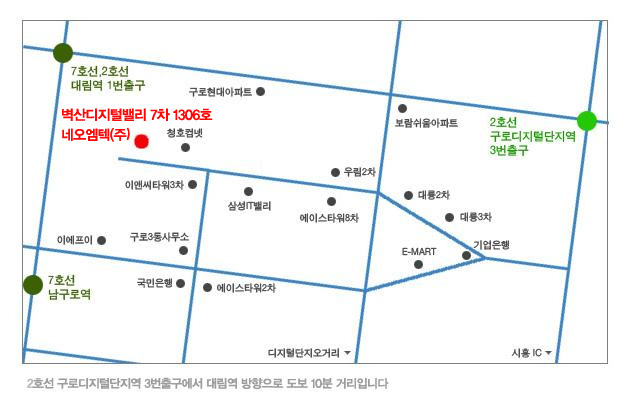 7호선,2호선
대림역 1번출구
구로현대아파트
벽산디지털밸리 7차 1306호
네오엠텍(주)
청호컴넷
보람쉬움아파트
2호선
구로디지털단지역
3번출구
우림2차
이앤씨타워3차
삼성IT밸리
에이스타워8차
대륭2차
대륭3차
이에프이
구로3동사무소
E-MART
기업은행
7호선
남구로역
국민은행
에이스타워2차
디지털단지오거리
시흥 IC
2호선 구로디지털단지역 3번출구에서 대림역 방향으로 도보 10분 거리입니다